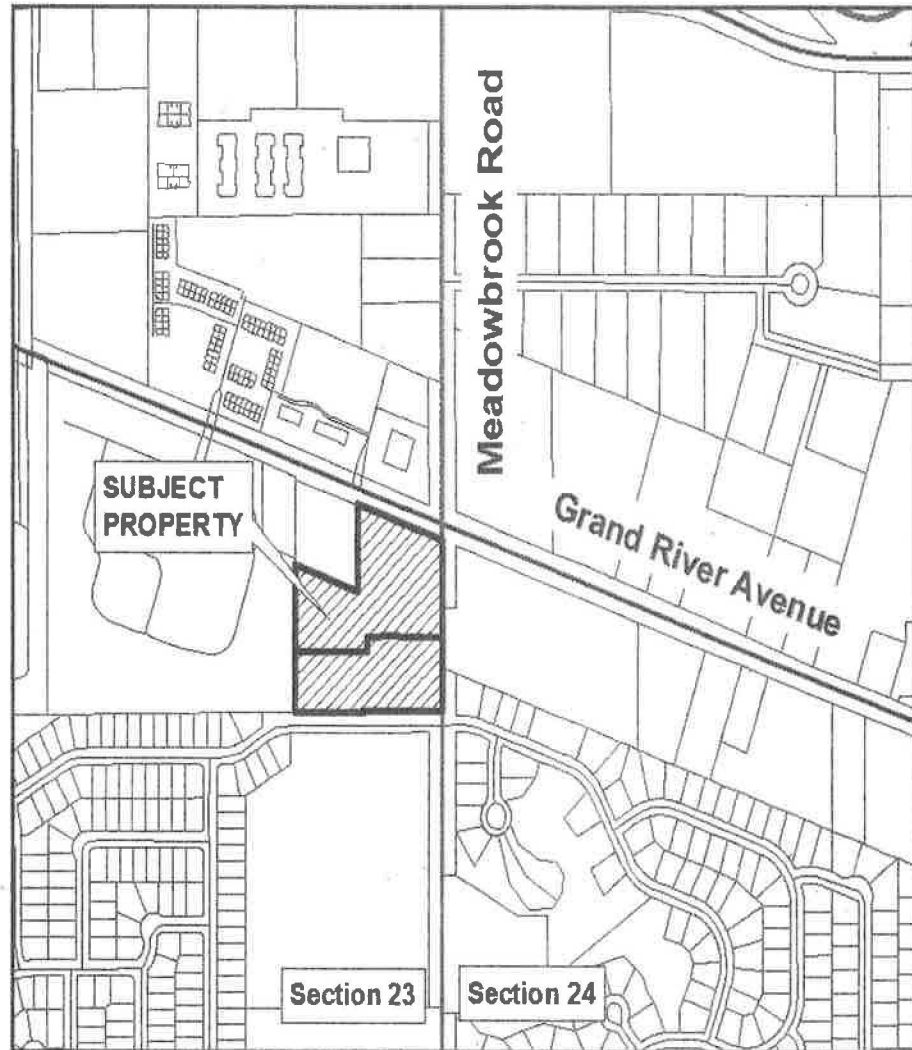 Meadowbrook Road
SUBJECT
PROPERTY
Grand River Avenue
Section 23
Section 24